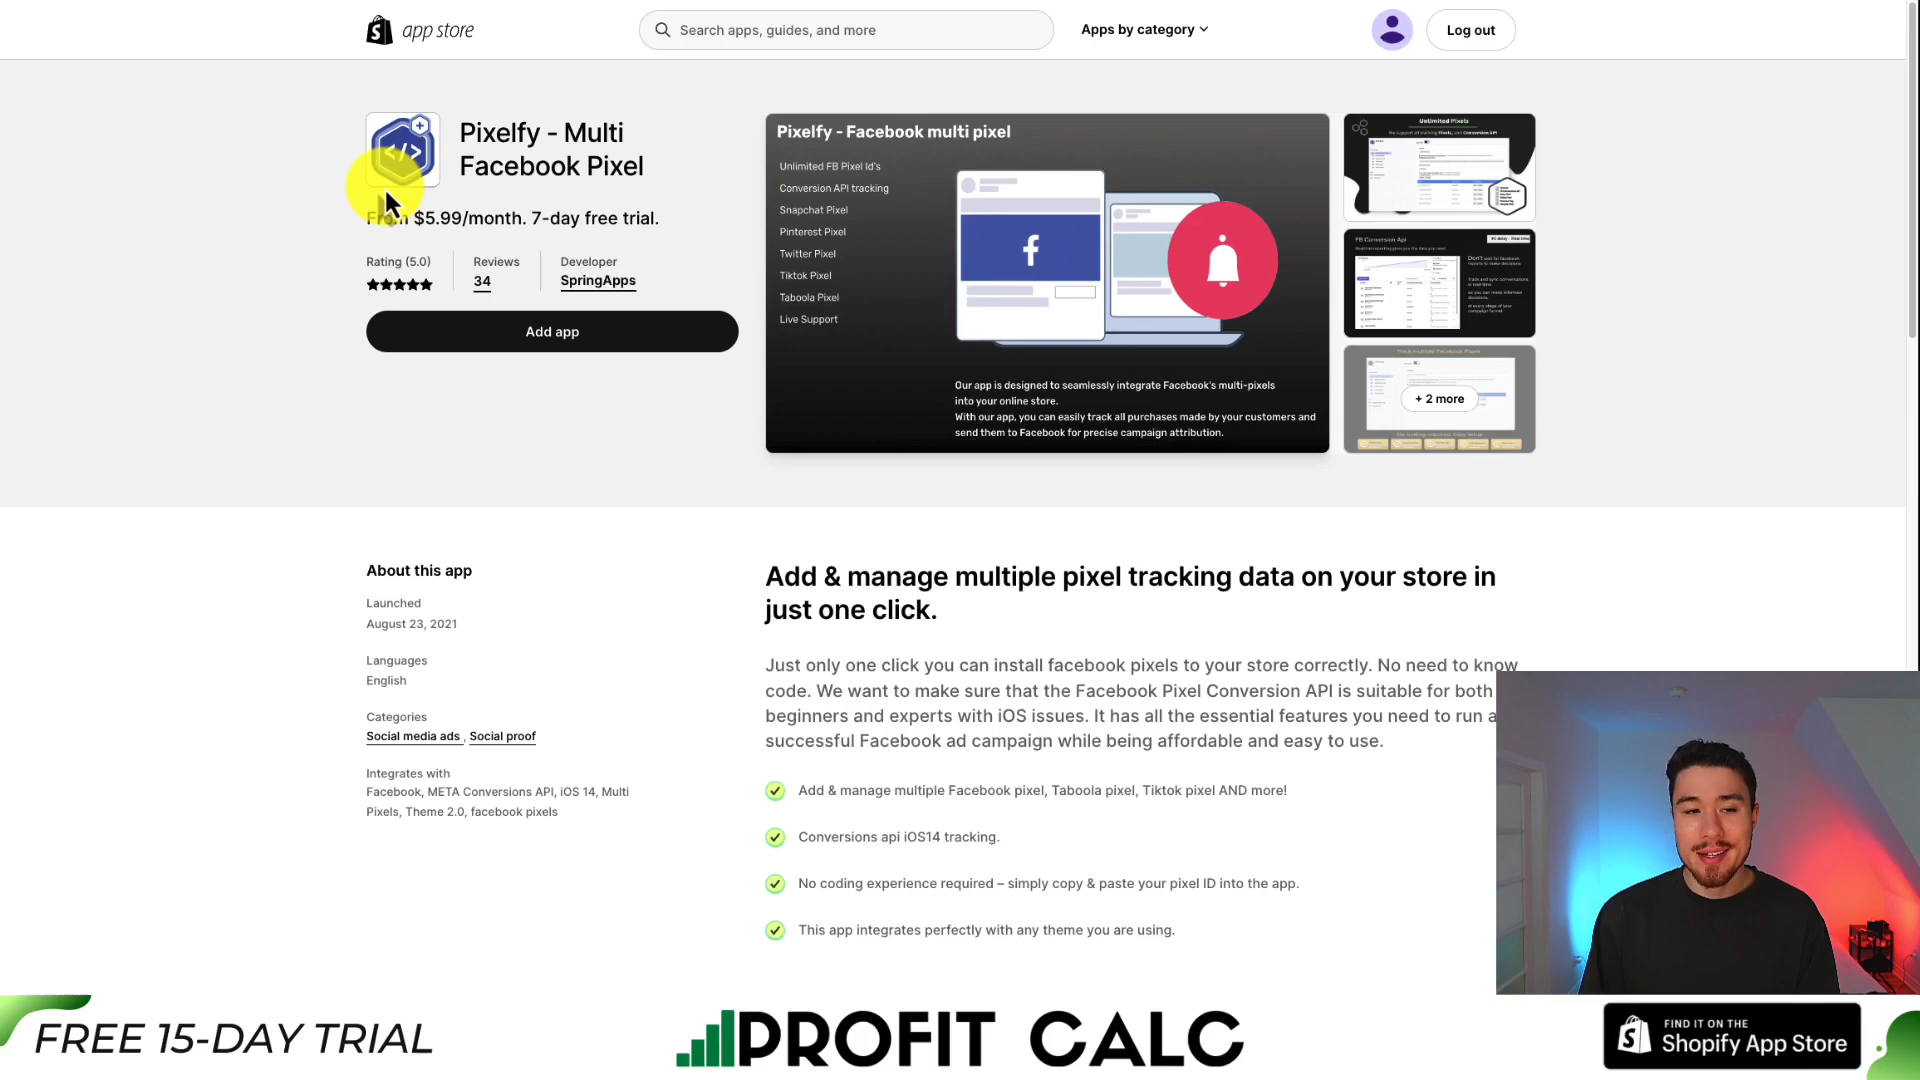 app store
Search apps, guides, and more
Apps by category
Log out
Pixelfy - Multi
Facebook Pixel
From $5.99/month. 7-day free trial.
Rating (5.0)
Reviews
34
Developer
SpringApps
Add app
Pixelfy - Facebook multi pixel
Unlimited FB Pixel Id's
Conversion API tracking
Snapchat Pixel
Pinterest Pixel
Twitter Pixel
Tiktok Pixel
Taboola Pixel
Live Support
Our app is designed to seamlessly integrate Facebook's multi-pixels
into your online store.
With our app, you can easily track all purchases made by your customers and
send them to Facebook for precise campaign attribution.
Unlimited Pixels
FB Conversion Api
+ 2 more
About this app
Launched
August 23, 2021
Languages
English
Categories
Social media ads , Social proof
Integrates with
Facebook, META Conversions API, iOS 14, Multi
Pixels, Theme 2.0, facebook pixels
Add & manage multiple pixel tracking data on your store in
just one click.
Just only one click you can install facebook pixels to your store correctly. No need to know
code. We want to make sure that the Facebook Pixel Conversion API is suitable for both
beginners and experts with iOS issues. It has all the essential features you need to run a
successful Facebook ad campaign while being affordable and easy to use.
Add & manage multiple Facebook pixel, Taboola pixel, Tiktok pixel AND more!
Conversions api iOS14 tracking.
No coding experience required – simply copy & paste your pixel ID into the app.
This app integrates perfectly with any theme you are using.
FREE 15-DAY TRIAL
PROFIT CALC
FIND IT ON THE
Shopify App Store